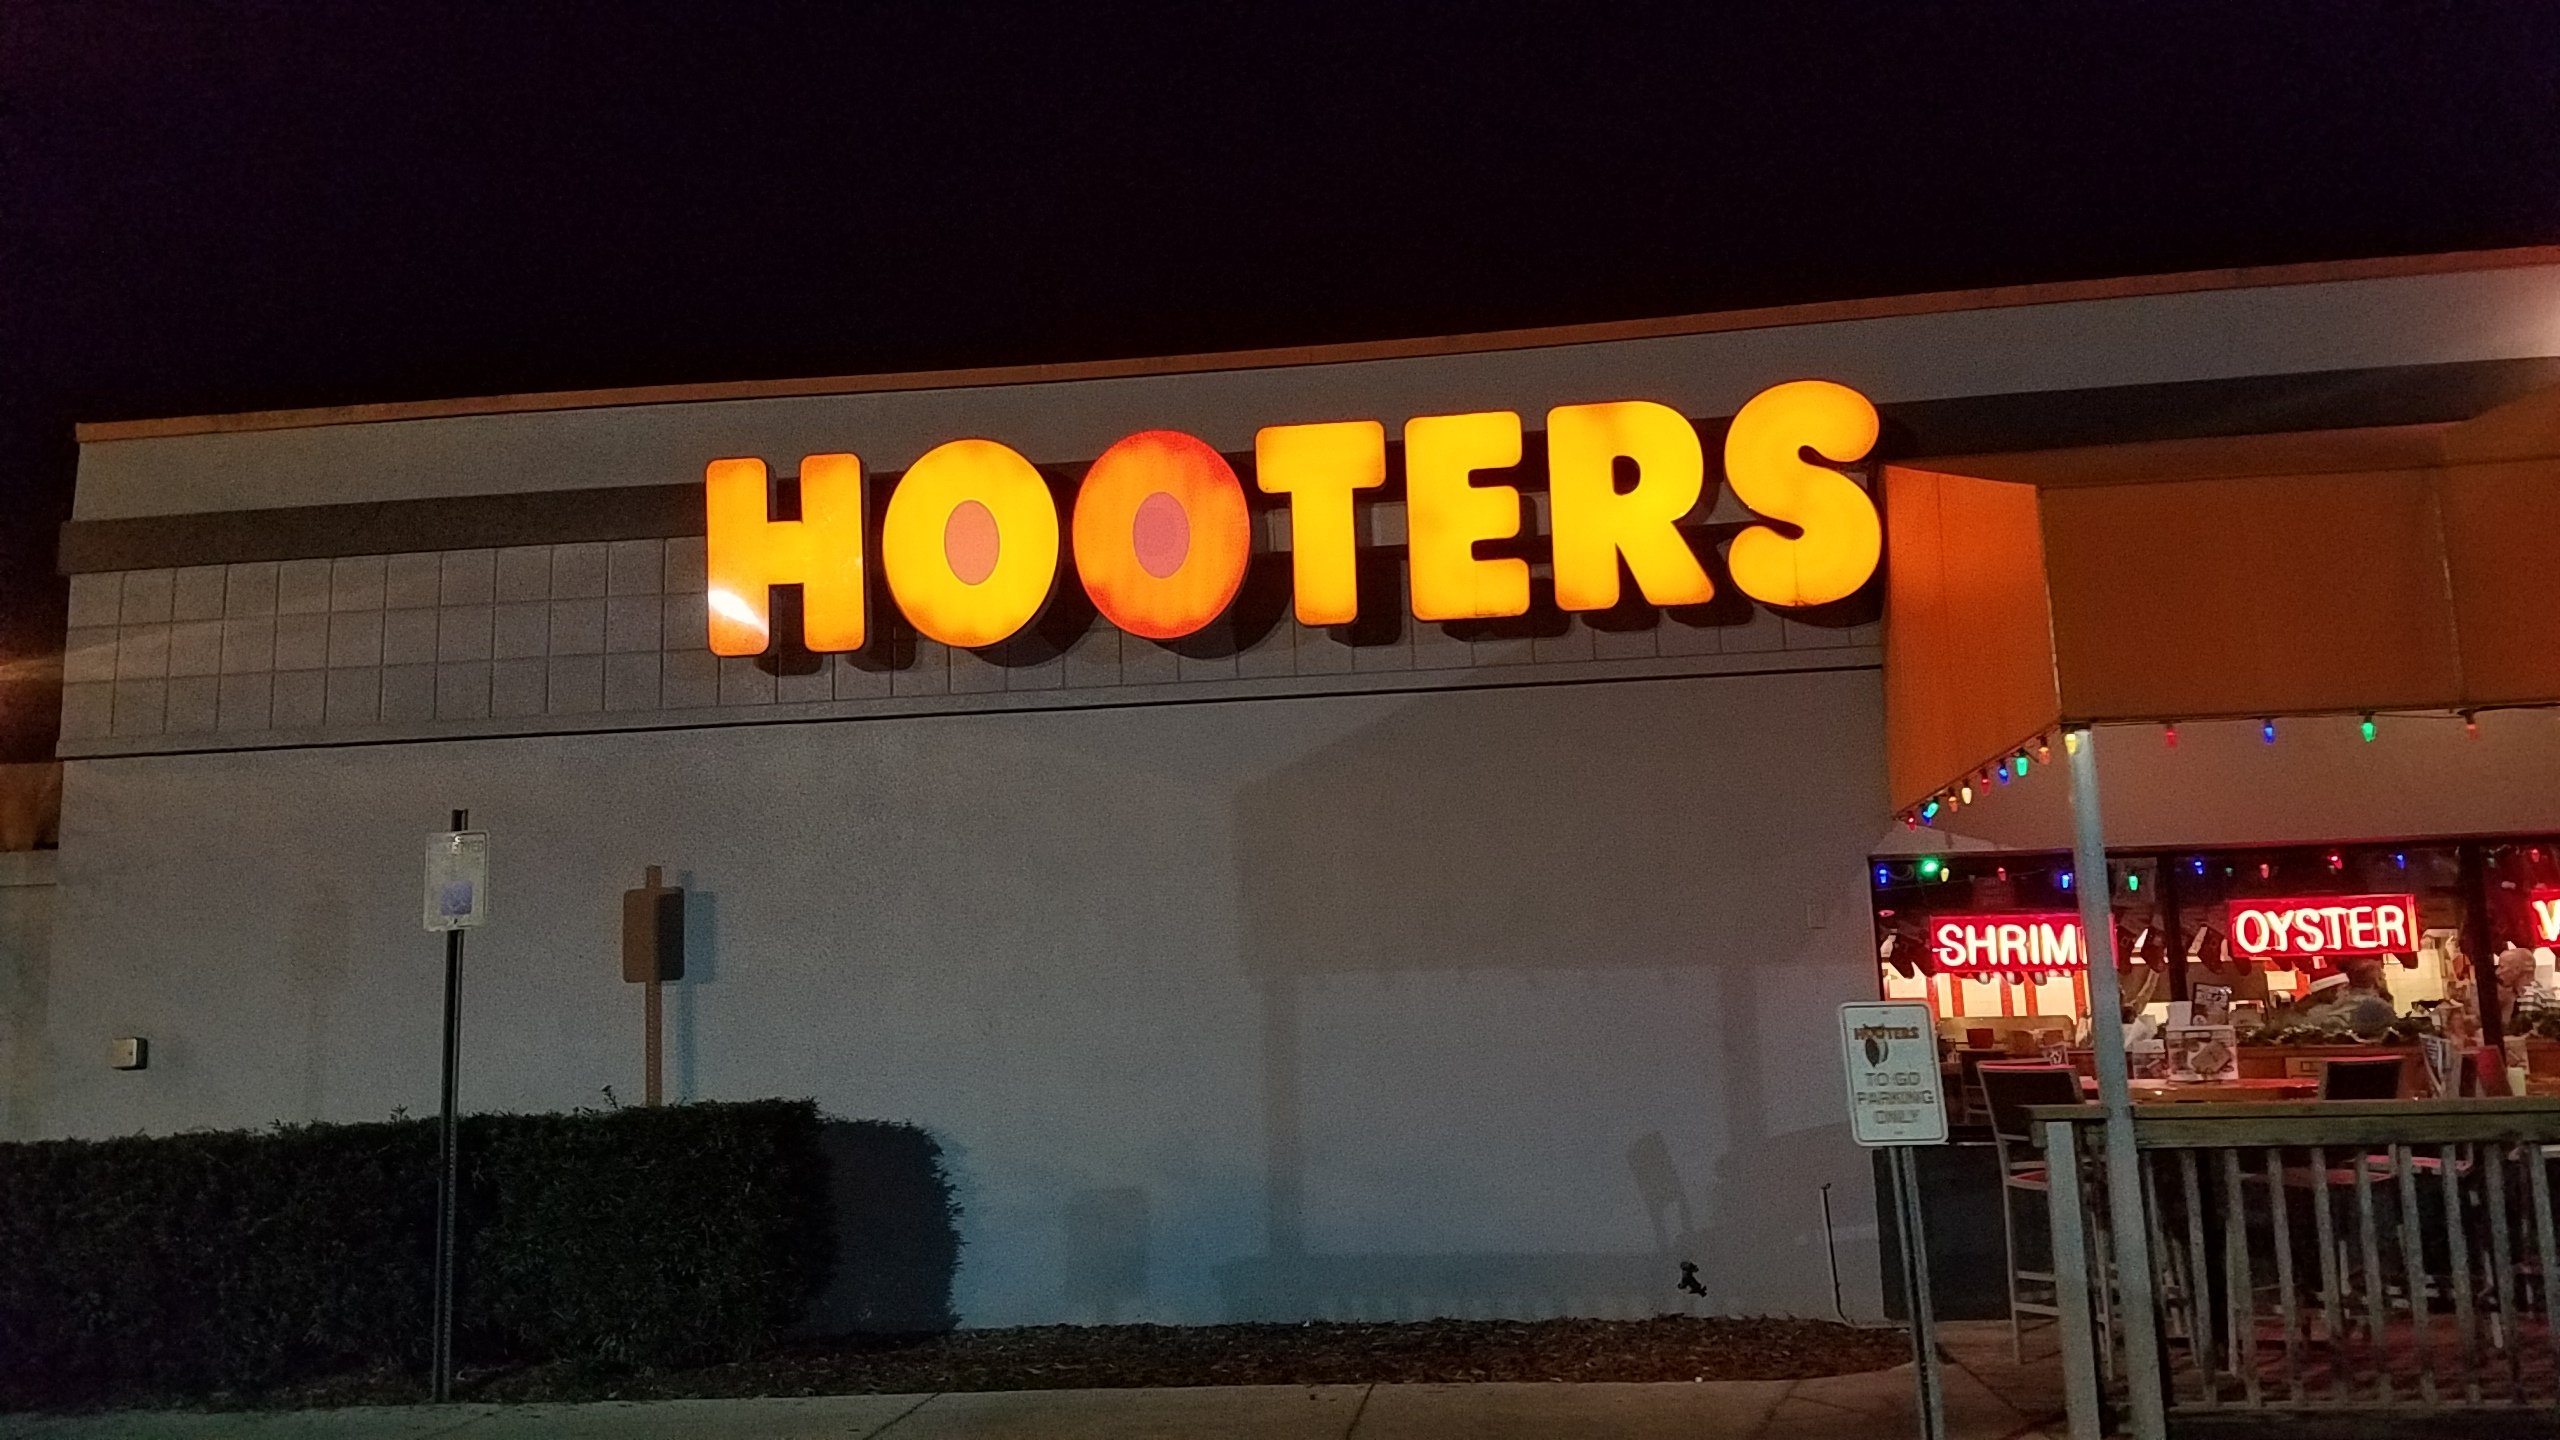 HOOTERS
SHRIM
OYSTER
HOOTERS
TO GO
PARKING
ONLY